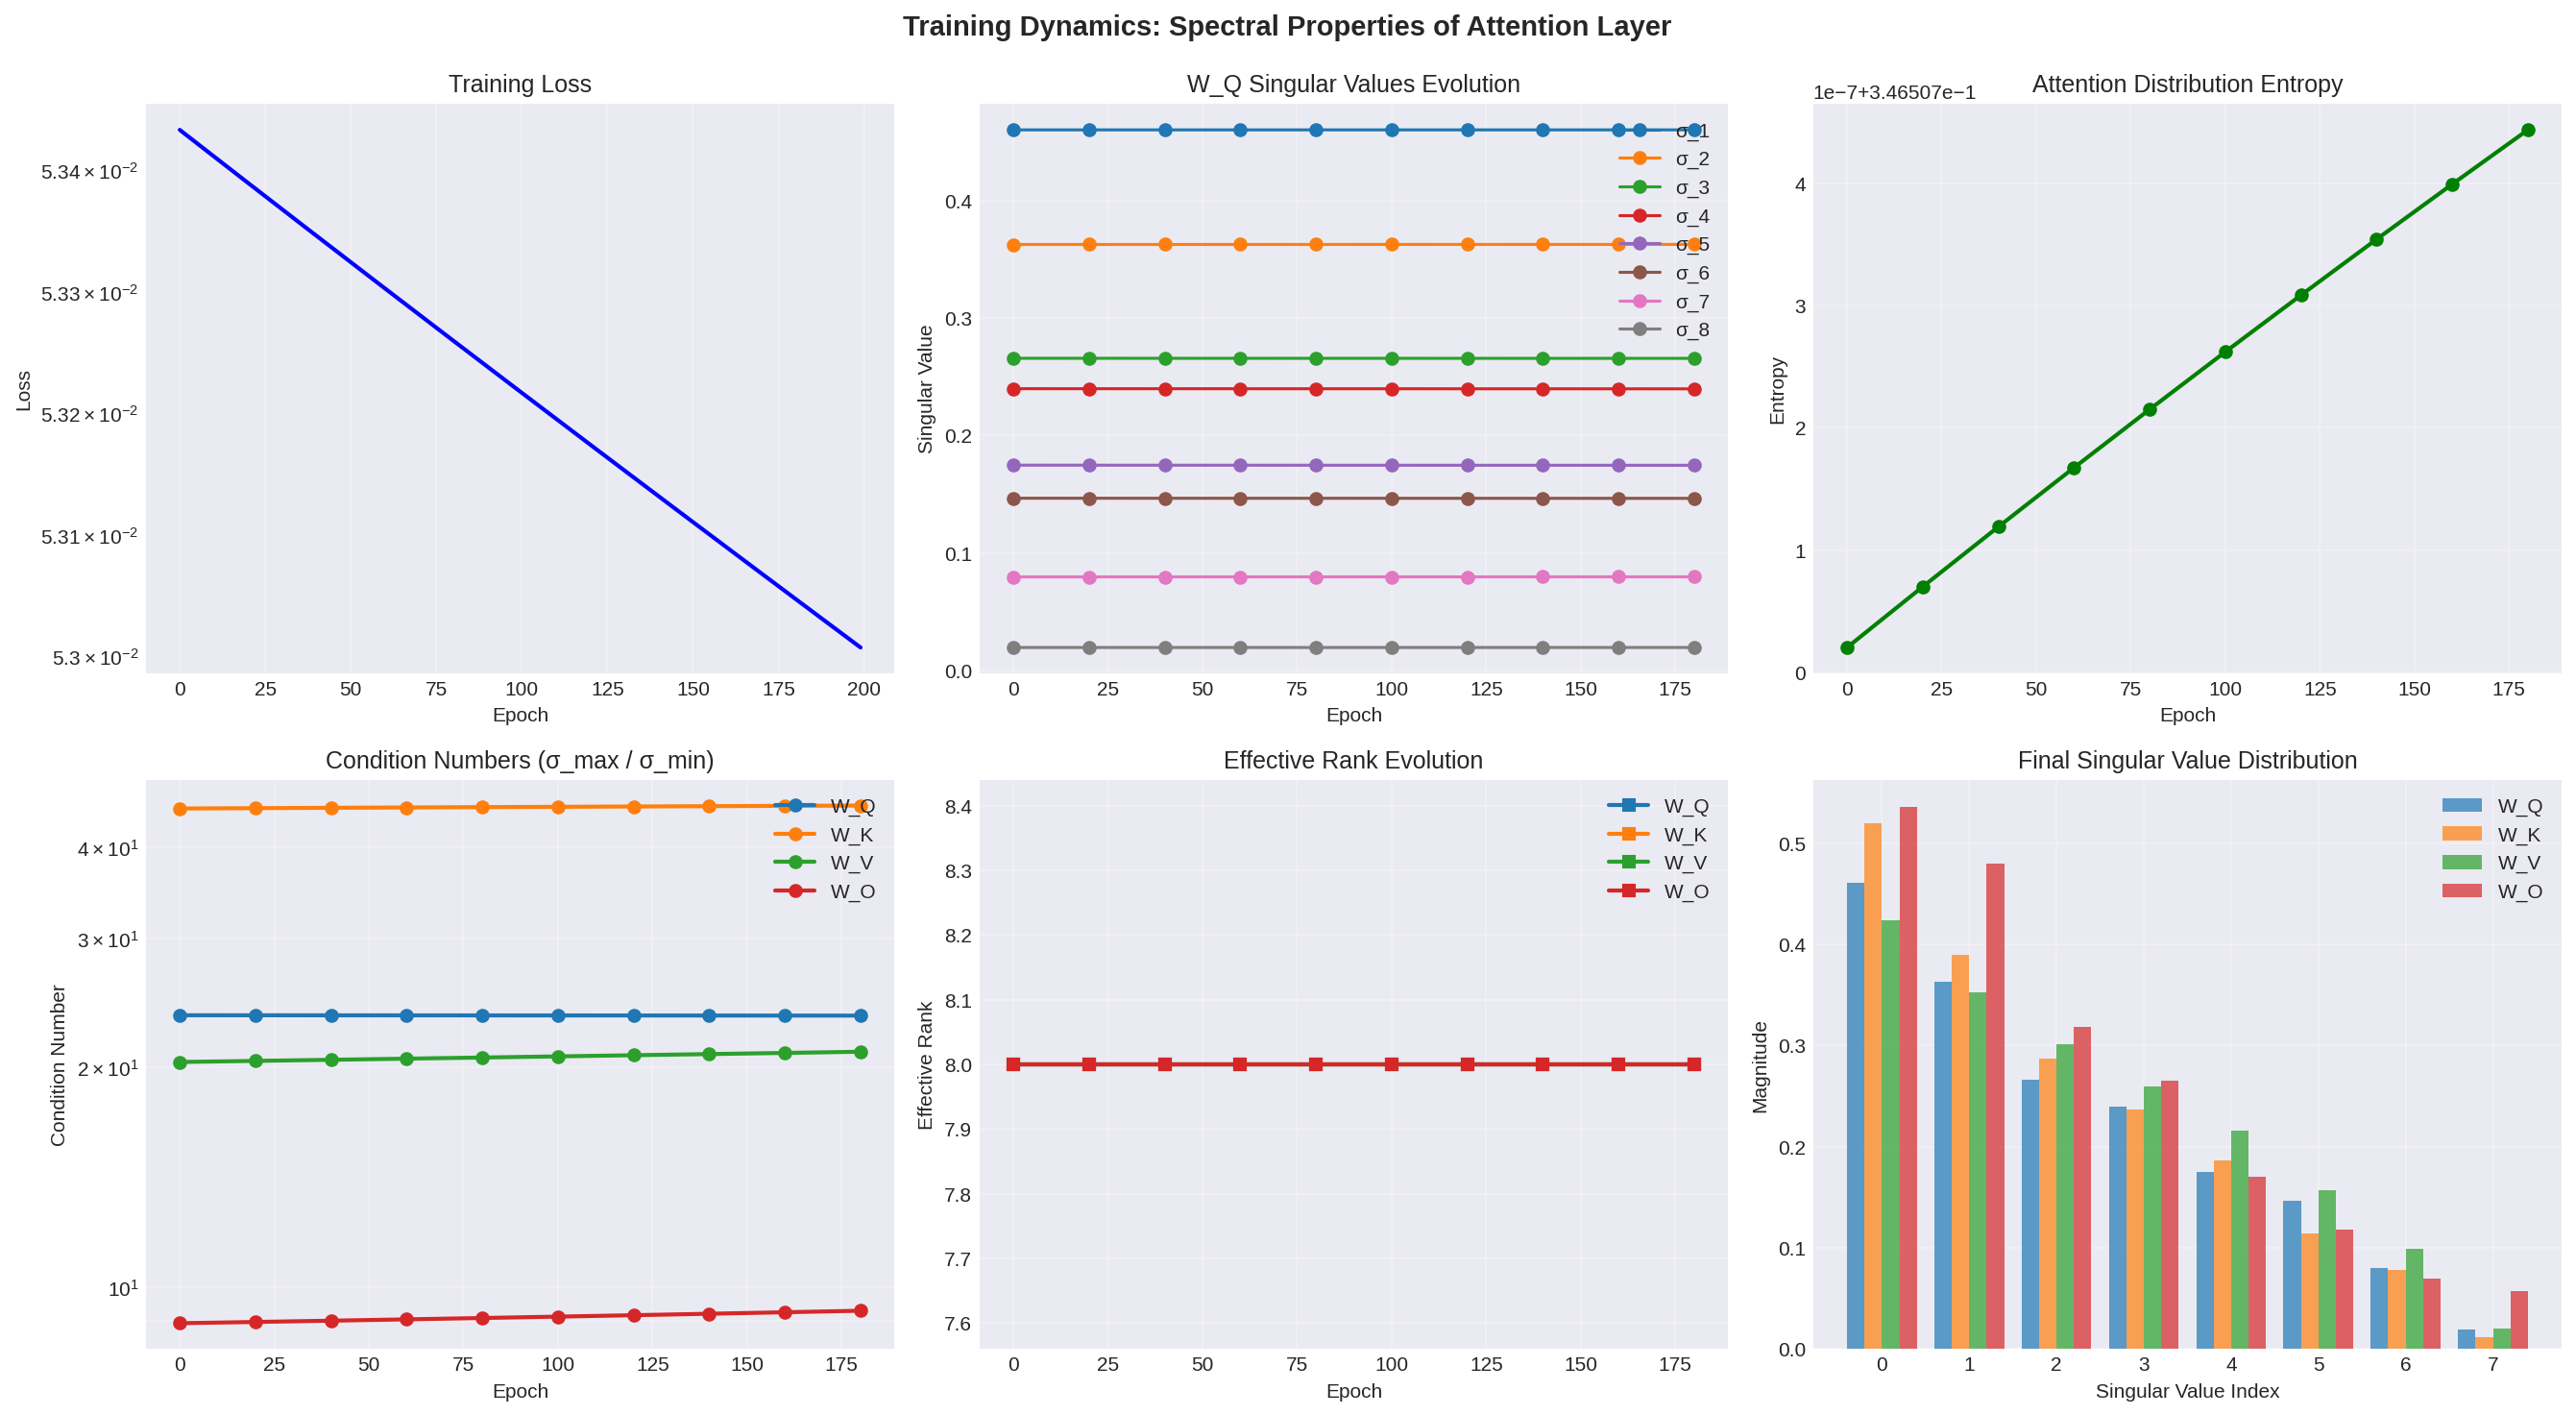 Training Dynamics: Spectral Properties of Attention Layer
Training Loss
5.34 × 10⁻²
5.33 × 10⁻²
5.32 × 10⁻²
5.31 × 10⁻²
5.3 × 10⁻²
Loss
0 25 50 75 100 125 150 175 200
Epoch
W_Q Singular Values Evolution
0.4
0.3
0.2
0.1
0.0
Singular Value
σ_1
σ_2
σ_3
σ_4
σ_5
σ_6
σ_7
σ_8
0 25 50 75 100 125 150 175
Epoch
Attention Distribution Entropy
1e−7+3.46507e−1
4
3
2
1
0
Entropy
0 25 50 75 100 125 150 175
Epoch
Condition Numbers (σ_max / σ_min)
4 × 10¹
3 × 10¹
2 × 10¹
10¹
Condition Number
W_Q
W_K
W_V
W_O
0 25 50 75 100 125 150 175
Epoch
Effective Rank Evolution
8.4
8.3
8.2
8.1
8.0
7.9
7.8
7.7
7.6
Effective Rank
W_Q
W_K
W_V
W_O
0 25 50 75 100 125 150 175
Epoch
Final Singular Value Distribution
0.5
0.4
0.3
0.2
0.1
0.0
Magnitude
W_Q
W_K
W_V
W_O
0 1 2 3 4 5 6 7
Singular Value Index